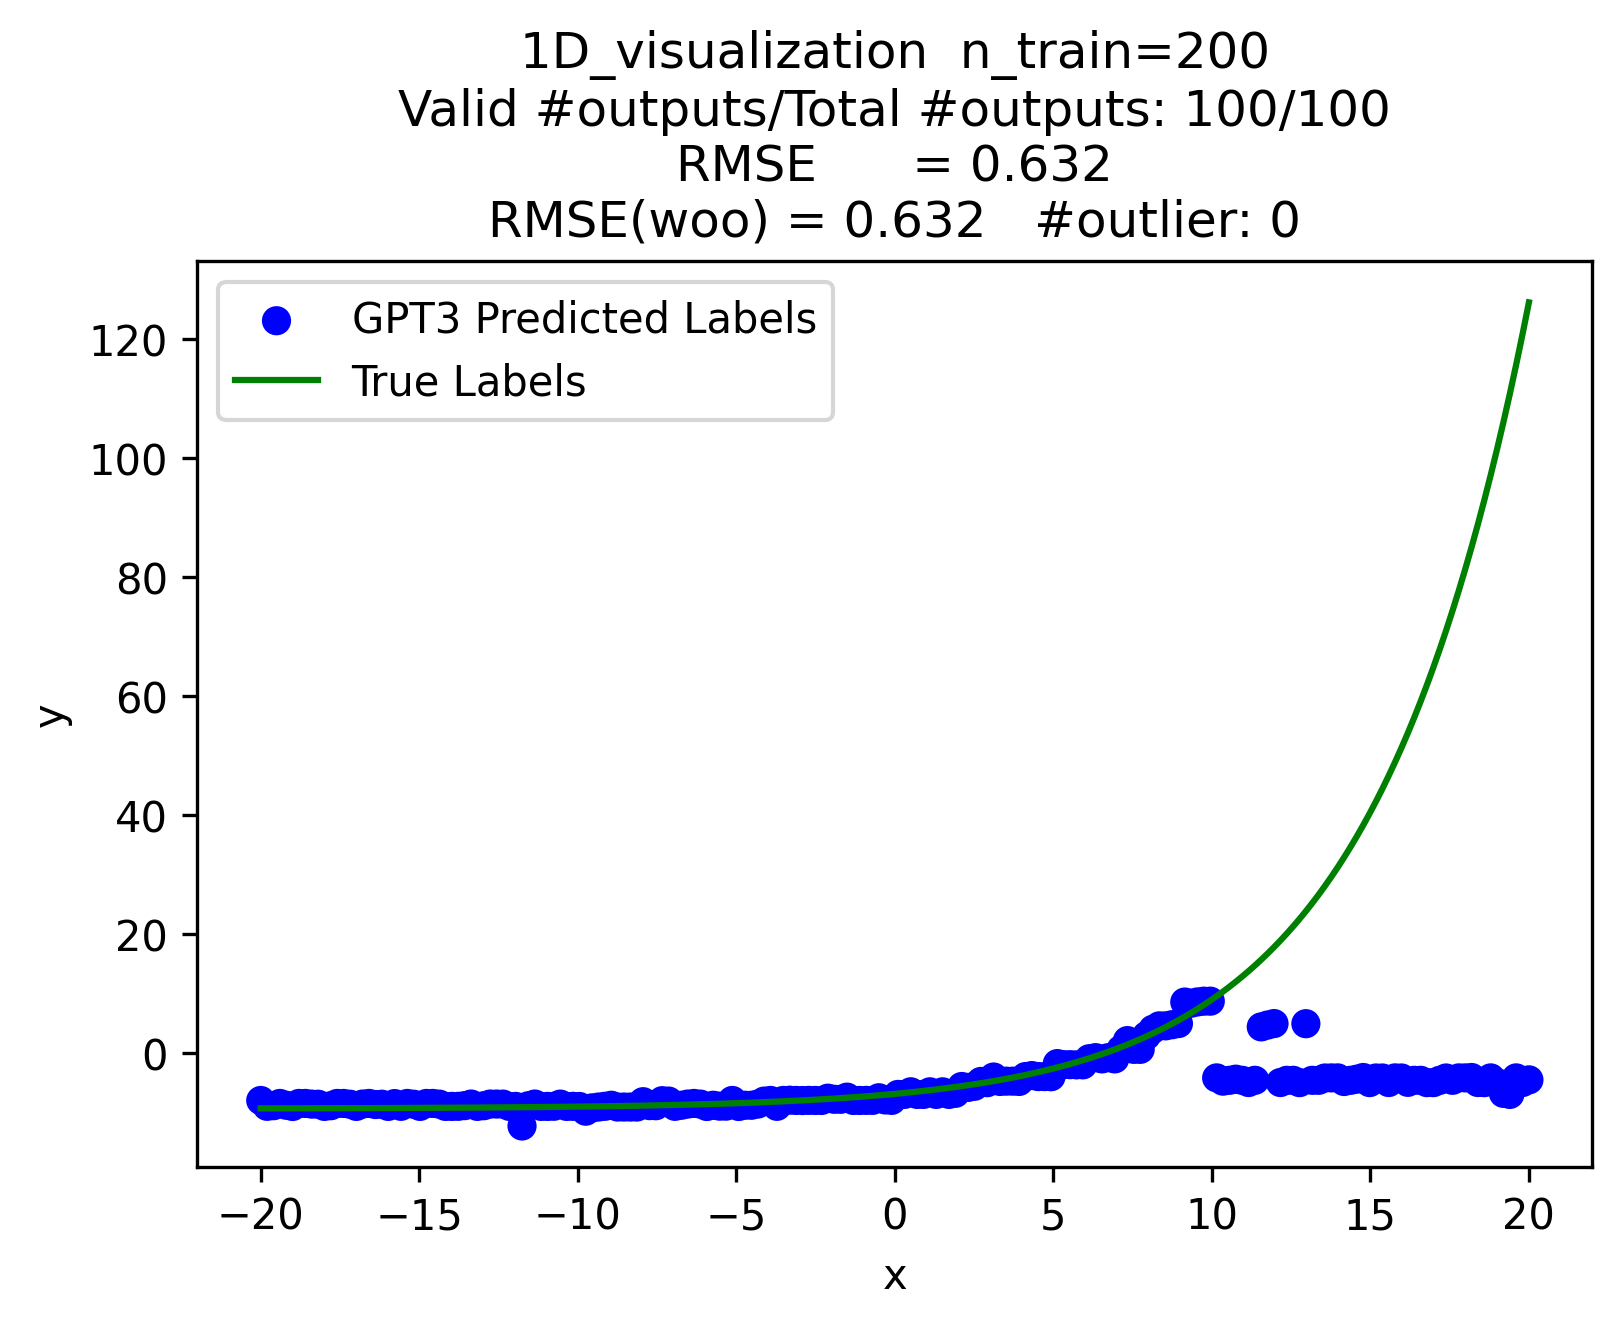 1D_visualization  n_train=200
Valid #outputs/Total #outputs: 100/100
RMSE      = 0.632
RMSE(woo) = 0.632   #outlier: 0
GPT3 Predicted Labels
True Labels
120
100
80
60
40
20
0
y
−20 −15 −10 −5 0 5 10 15 20
x